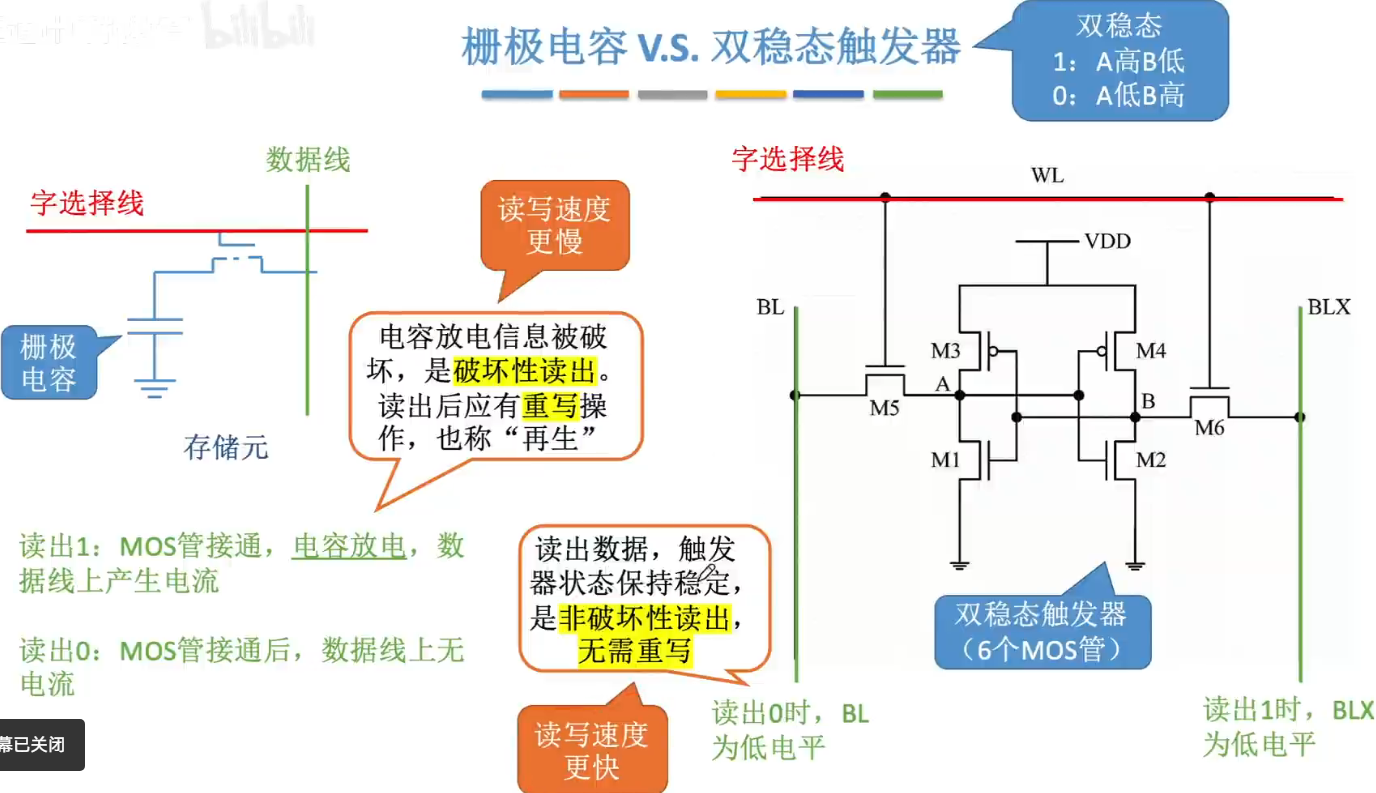 bilibili
栅极电容 V.S. 双稳态触发器
双稳态
1：A高B低
0：A低B高
数据线
字选择线
栅极
电容
存储元
读写速度
更慢
电容放电信息被破
坏，是破坏性读出。
读出后应有重写操
作，也称“再生”
读出1：MOS管接通，电容放电，数
据线上产生电流
读出0：MOS管接通后，数据线上无
电流
读出数据，触发
器状态保持稳定，
是非破坏性读出，
无需重写
读写速度
更快
字选择线
WL
VDD
BL
BLX
M3
M4
A
M5
B
M6
M1
M2
双稳态触发器
（6个MOS管）
读出0时，BL
为低电平
读出1时，BLX
为低电平
幕已关闭